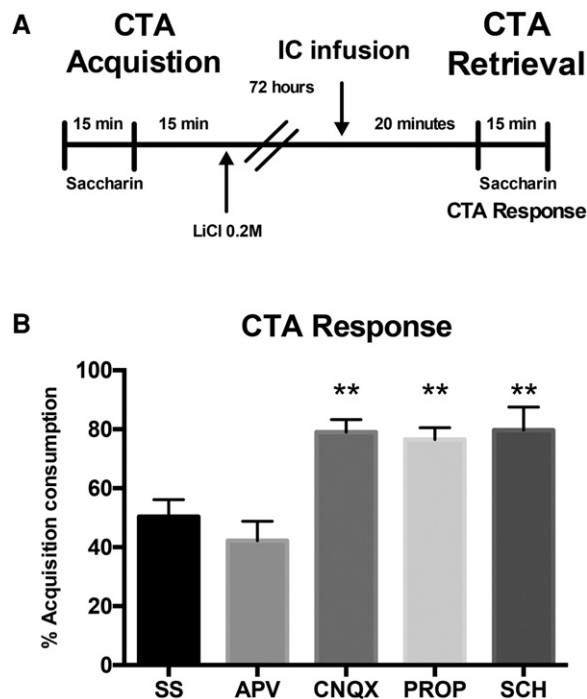 A
CTA
Acquistion
IC infusion
CTA
Retrieval
72 hours
15 min
15 min
20 minutes
15 min
Saccharin
Saccharin
CTA Response
LiCl 0.2M
B
CTA Response
% Acquisition consumption
100
80
60
40
20
0
**
**
**
SS
APV
CNQX
PROP
SCH